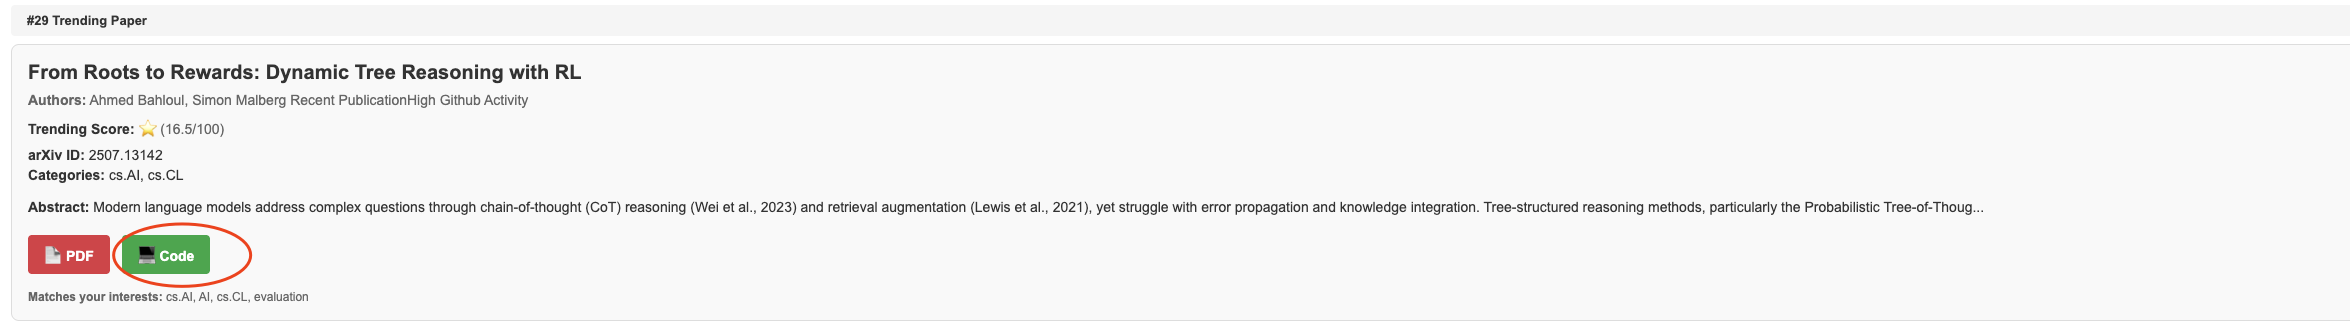 #29 Trending Paper
From Roots to Rewards: Dynamic Tree Reasoning with RL
Authors: Ahmed Bahloul, Simon Malberg Recent PublicationHigh Github Activity
Trending Score: ⭐ (16.5/100)
arXiv ID: 2507.13142
Categories: cs.AI, cs.CL
Abstract: Modern language models address complex questions through chain-of-thought (CoT) reasoning (Wei et al., 2023) and retrieval augmentation (Lewis et al., 2021), yet struggle with error propagation and knowledge integration. Tree-structured reasoning methods, particularly the Probabilistic Tree-of-Thoug...
PDF Code
Matches your interests: cs.AI, AI, cs.CL, evaluation